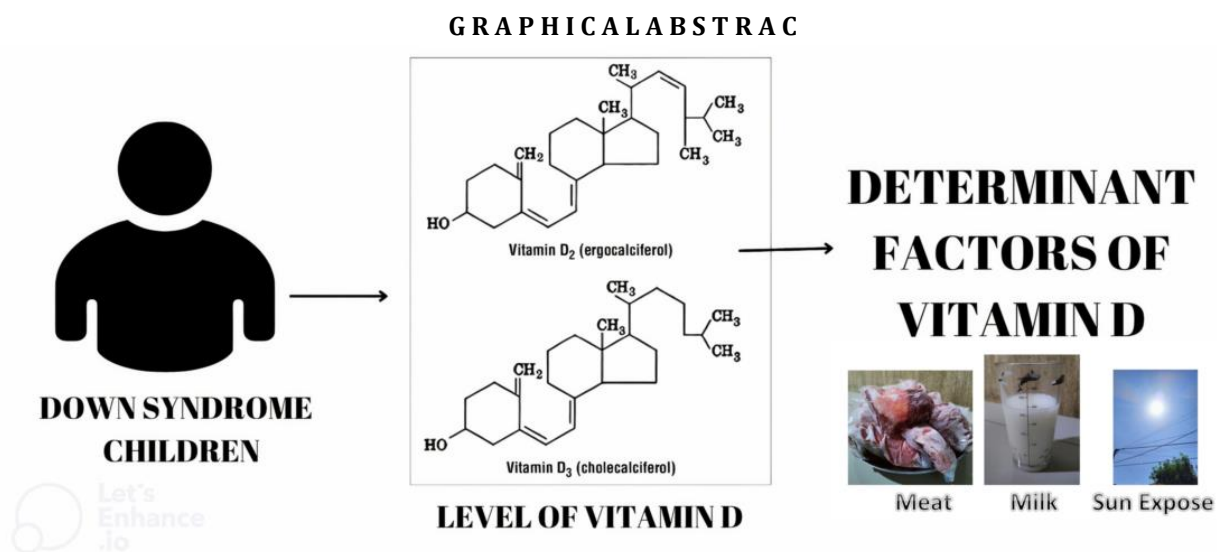 G R A P H I C A L A B S T R A C
CH₃
CH₃
CH₃
CH₃
CH₃
CH₂
HO
Vitamin D₂ (ergocalciferol)
CH₃
CH₃
CH₃
CH₃
CH₂
HO
Vitamin D₃ (cholecalciferol)
DOWN SYNDROME
CHILDREN
LEVEL OF VITAMIN D
DETERMINANT
FACTORS OF
VITAMIN D
Meat
Milk
Sun Expose
Let's
Enhance
.io